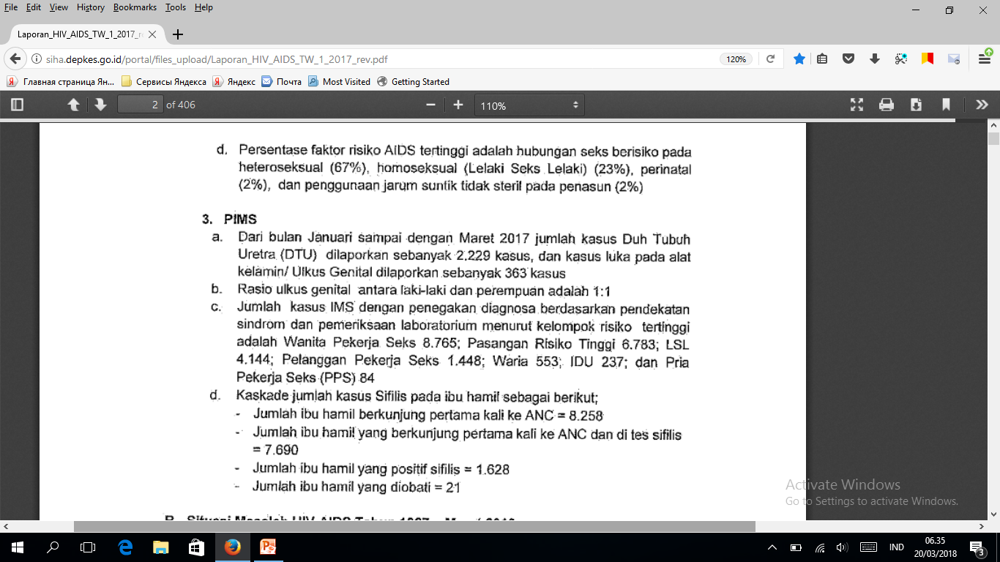 File Edit View History Bookmarks Tools Help
Laporan_HIV_AIDS_TW_1_2017_r
siha.depkes.go.id/portal/files_upload/Laporan_HIV_AIDS_TW_1_2017_rev.pdf
120%
Главная страница Ян... Сервисы Яндекса Яндекс Почта Most Visited Getting Started
2 of 406
110%
d. Persentase faktor risiko AIDS tertinggi adalah hubungan seks berisiko pada
heteroseksual (67%), homoseksual (Lelaki Seks Lelaki) (23%), perinatal
(2%), dan penggunaan jarum suntik tidak steril pada penasun (2%)
3. PIMS
a. Dari bulan Januari sampai dengan Maret 2017 jumlah kasus Duh Tubuh
Uretra (DTU) dilaporkan sebanyak 2.229 kasus, dan kasus luka pada alat
kelamin/ Ulkus Genital dilaporkan sebanyak 363 kasus
b. Rasio ulkus genital antara laki-laki dan perempuan adalah 1:1
c. Jumlah kasus IMS dengan penegakan diagnosa berdasarkan pendekatan
sindrom dan pemeriksaan laboratorium menurut kelompok risiko tertinggi
adalah Wanita Pekerja Seks 8.765; Pasangan Risiko Tinggi 6.783; LSL
4.144; Pelanggan Pekerja Seks 1.448; Waria 553; IDU 237; dan Pria
Pekerja Seks (PPS) 84
d. Kaskade jumlah kasus Sifilis pada ibu hamil sebagai berikut;
- Jumlah ibu hamil berkunjung pertama kali ke ANC = 8.258
- Jumlah ibu hamil yang berkunjung pertama kali ke ANC dan di tes sifilis
= 7.690
- Jumlah ibu hamil yang positif sifilis = 1.628
- Jumlah ibu hamil yang diobati = 21
Activate Windows
Go to Settings to activate Windows.
IND
06.35
20/03/2018
3